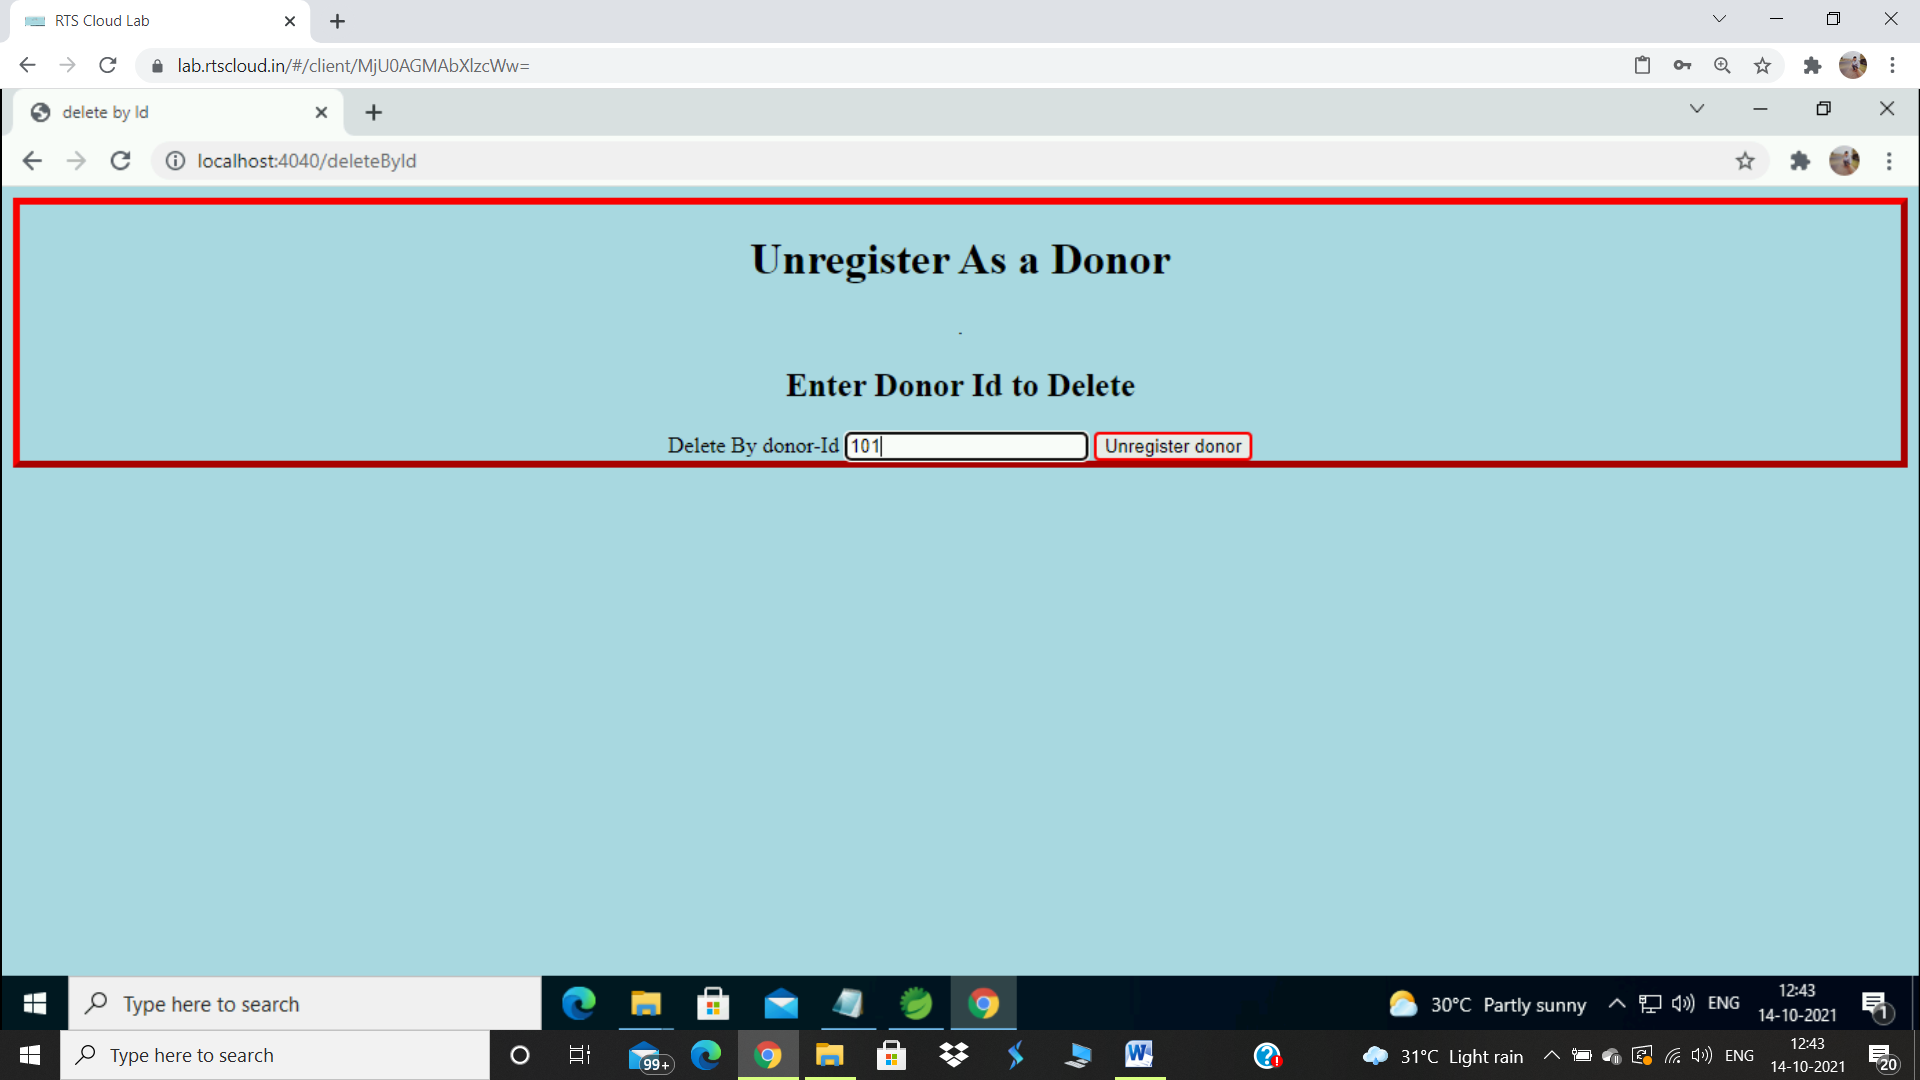 RTS Cloud Lab
lab.rtscloud.in/#/client/MjU0AGMAbXlzcWw=
delete by Id
localhost:4040/deleteById
Unregister As a Donor
.
Enter Donor Id to Delete
Delete By donor-Id 101 Unregister donor
Type here to search
30°C Partly sunny
ENG
12:43
14-10-2021
1
Type here to search
99+
31°C Light rain
ENG
12:43
14-10-2021
20